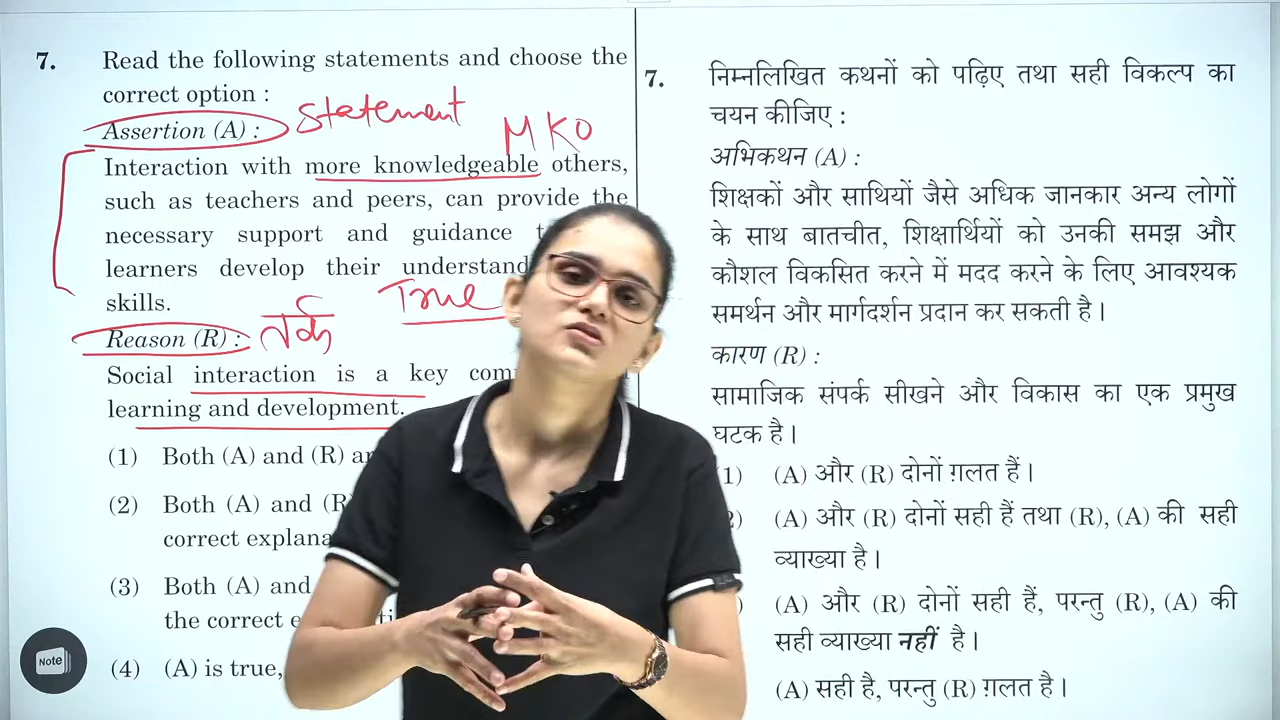 7. Read the following statements and choose the
correct option :
Statement
Assertion (A) :
MKO
Interaction with more knowledgeable others,
such as teachers and peers, can provide the
necessary support and guidance
learners develop their
skills.
True
Reason (R) : तर्क
Social interaction is a key
learning and development.
(1) Both (A) and (R)
(2) Both (A) and
correct
(3) Both (A) and
the correct
(4) (A) is true,
Note
7. निम्नलिखित कथनों को पढ़िए तथा सही विकल्प का
चयन कीजिए :
अभिकथन (A) :
शिक्षकों और साथियों जैसे अधिक जानकार अन्य लोगों
के साथ बातचीत, शिक्षार्थियों को उनकी समझ और
कौशल विकसित करने में मदद करने के लिए आवश्यक
समर्थन और मार्गदर्शन प्रदान कर सकती है।
कारण (R) :
सामाजिक संपर्क सीखने और विकास का एक प्रमुख
घटक है।
1) (A) और (R) दोनों ग़लत हैं।
(A) और (R) दोनों सही हैं तथा (R), (A) की सही
व्याख्या है।
(A) और (R) दोनों सही हैं, परन्तु (R), (A) की
सही व्याख्या नहीं है।
(A) सही है, परन्तु (R) ग़लत है।